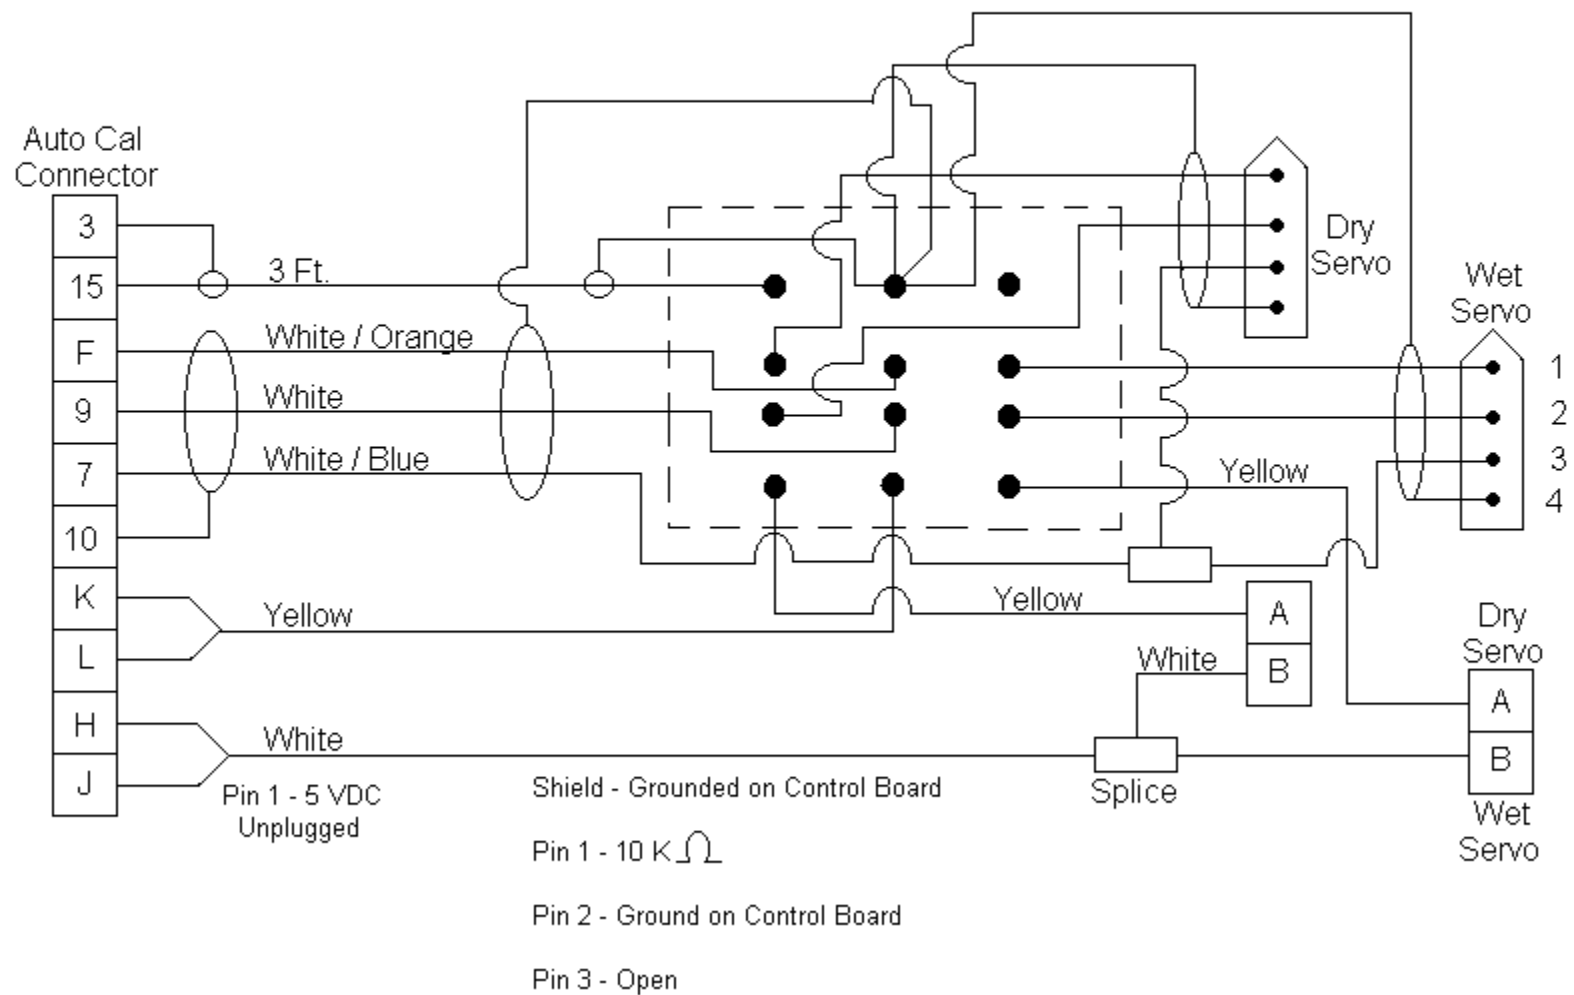 Auto Cal
Connector
3
15
F
9
7
10
K
L
H
J
3 Ft.
White / Orange
White
White / Blue
Yellow
White
Pin 1 - 5 VDC
Unplugged
Dry
Servo
Wet
Servo
1
2
3
4
Yellow
Yellow
A
B
White
Splice
Dry
Servo
A
B
Wet
Servo
Shield - Grounded on Control Board
Pin 1 - 10 K Ω
Pin 2 - Ground on Control Board
Pin 3 - Open